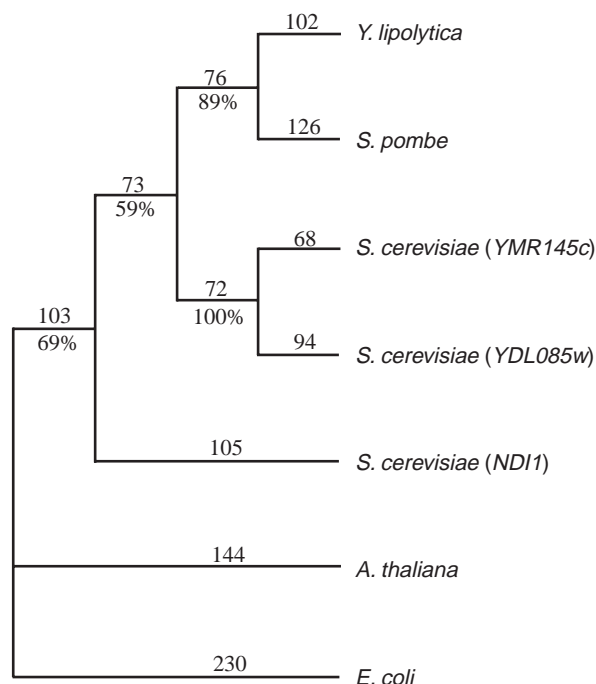 102
Y. lipolytica
76
89%
126
S. pombe
73
59%
68
S. cerevisiae (YMR145c)
72
100%
94
S. cerevisiae (YDL085w)
103
69%
105
S. cerevisiae (NDI1)
144
A. thaliana
230
E. coli